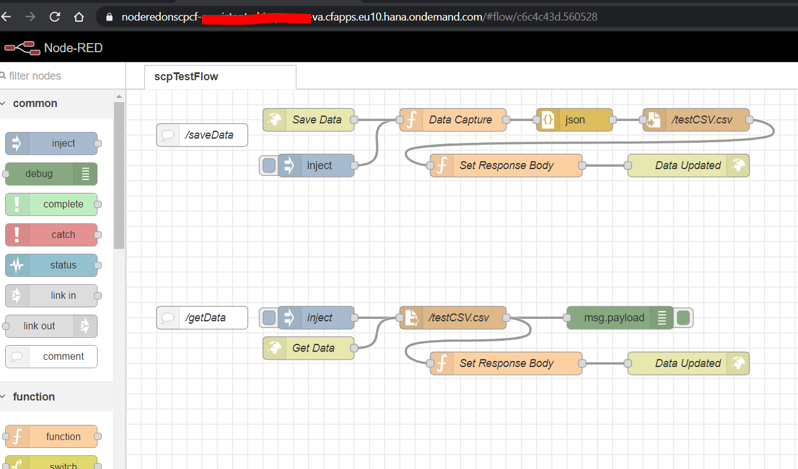 noderedonscpcf-
va.cfapps.eu10.hana.ondemand.com/#flow/c6c4c43d.560528
Node-RED
filter nodes
scpTestFlow
common
inject
debug
complete
catch
status
link in
link out
comment
function
function
switch
/saveData
Save Data
Data Capture
json
/testCSV.csv
inject
Set Response Body
Data Updated
/getData
inject
/testCSV.csv
msg.payload
Get Data
Set Response Body
Data Updated